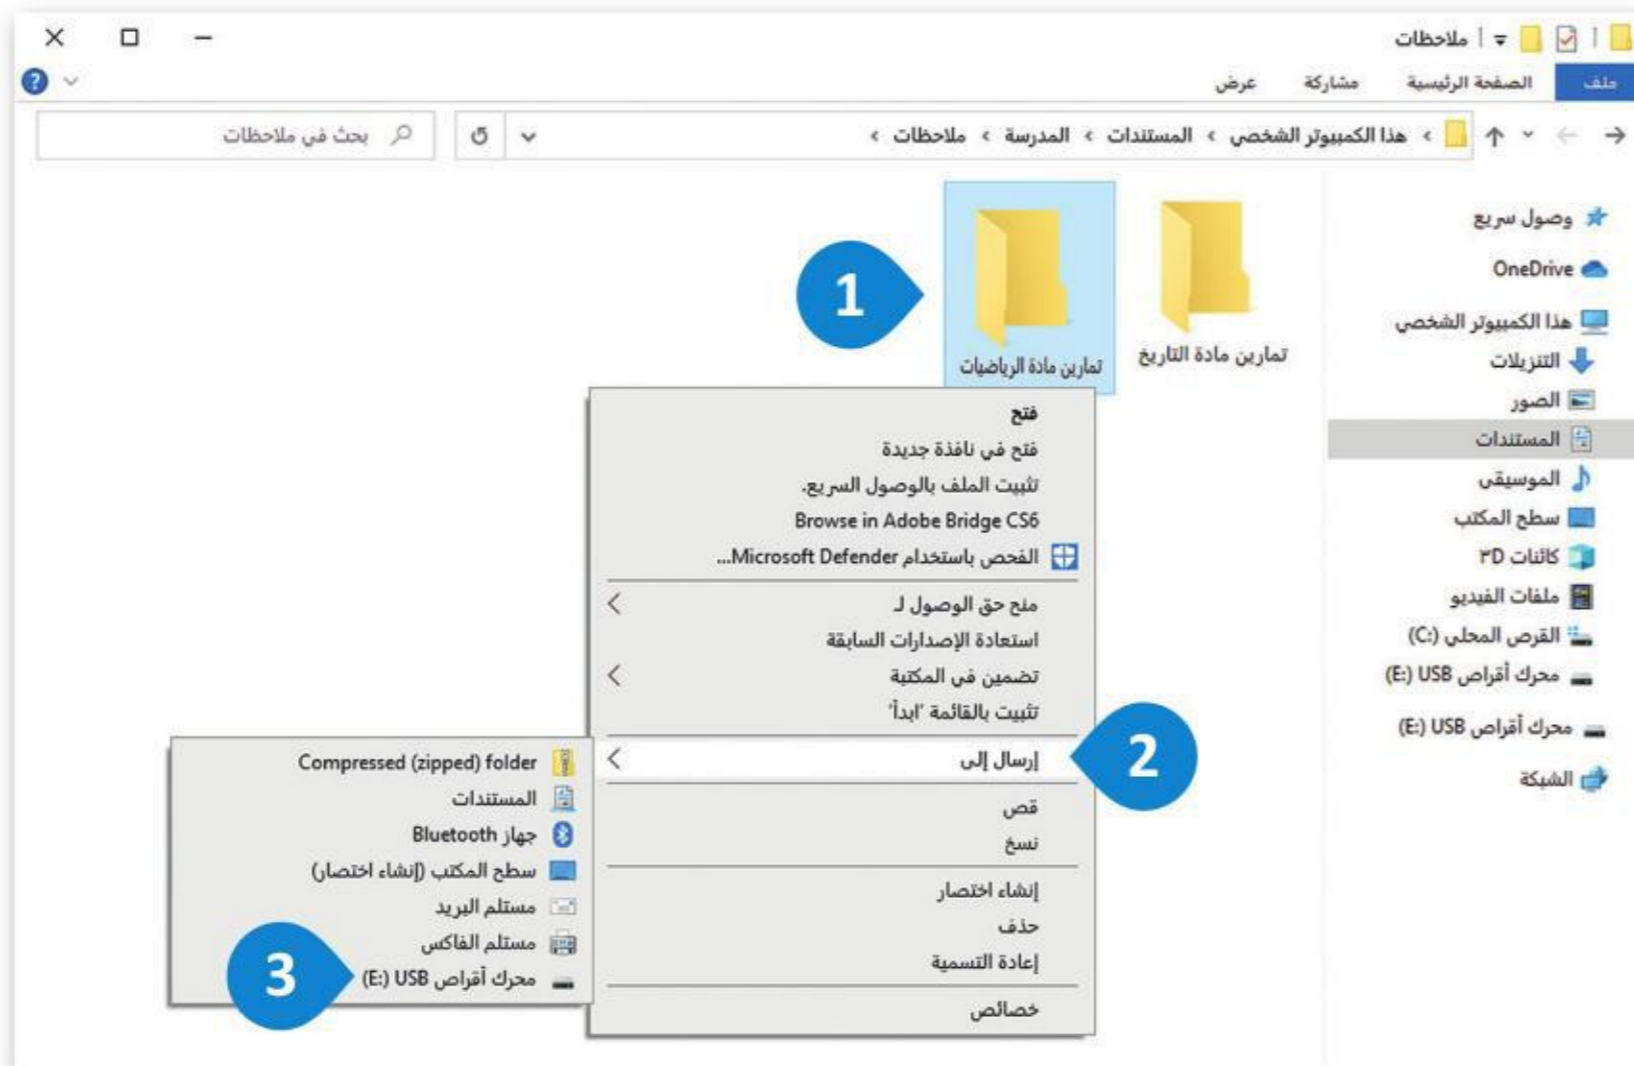 ملاحظات
ملف
الصفحة الرئيسية
مشاركة
عرض
هذا الكمبيوتر الشخصي › المستندات › المدرسة › ملاحظات ›
بحث في ملاحظات
وصول سريع
OneDrive
هذا الكمبيوتر الشخصي
التنزيلات
الصور
المستندات
الموسيقى
سطح المكتب
كائنات ٣D
ملفات الفيديو
القرص المحلي (C:)
محرك أقراص USB (E:)
محرك أقراص USB (E:)
الشبكة
تمارين مادة التاريخ
تمارين مادة الرياضيات
1
فتح
فتح في نافذة جديدة
تثبيت الملف بالوصول السريع.
Browse in Adobe Bridge CS6
الفحص باستخدام Microsoft Defender...
منح حق الوصول لـ
استعادة الإصدارات السابقة
تضمين في المكتبة
تثبيت بالقائمة 'ابدأ'
إرسال إلى
2
قص
نسخ
إنشاء اختصار
حذف
إعادة التسمية
خصائص
Compressed (zipped) folder
المستندات
جهاز Bluetooth
سطح المكتب (إنشاء اختصار)
مستلم البريد
مستلم الفاكس
محرك أقراص USB (E:)
3